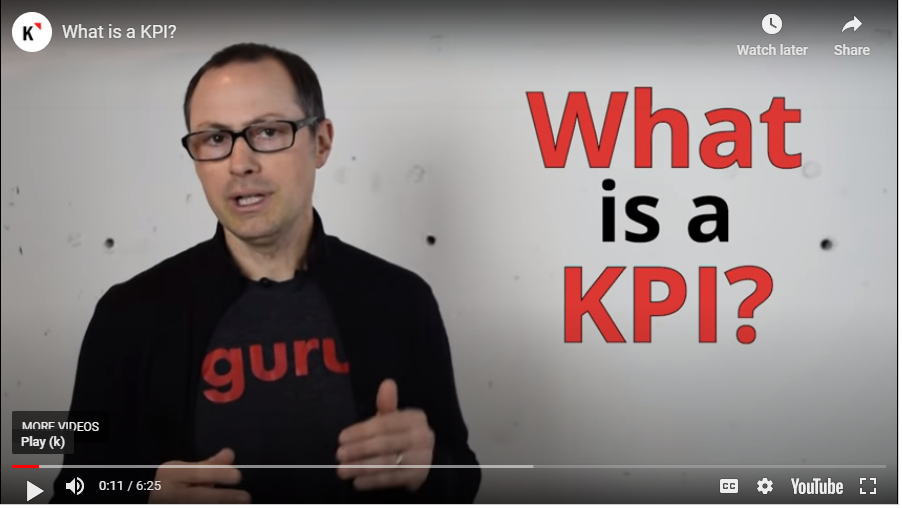 K
What is a KPI?
Watch later
Share
What
is a
KPI?
guru
MORE VIDEOS
Play (k)
0:11 / 6:25
CC
YouTube